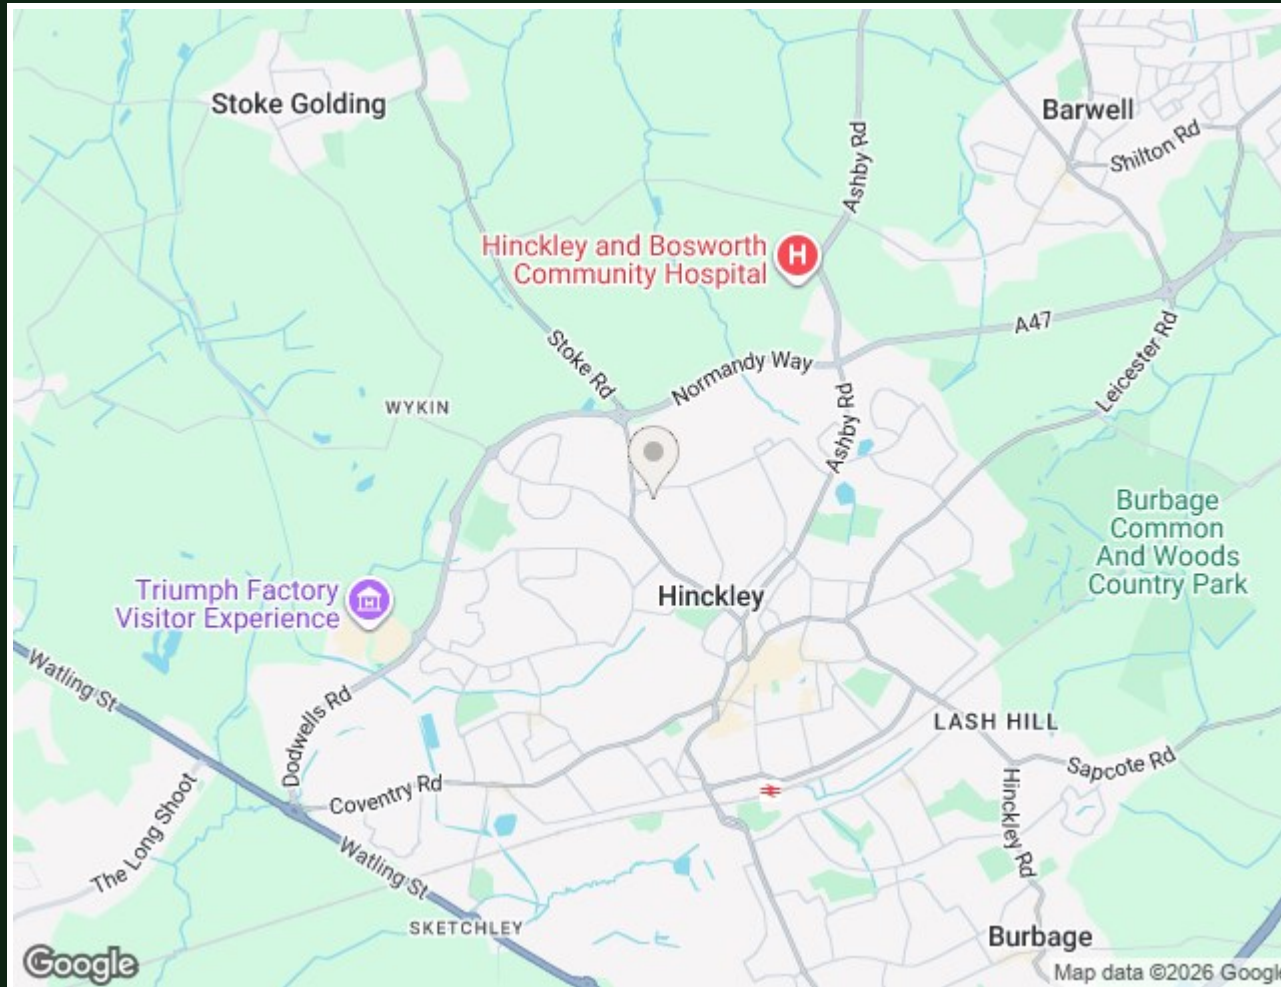 Stoke Golding
Barwell
Shilton Rd
Ashby Rd
Hinckley and Bosworth
Community Hospital
H
A47
Stoke Rd
Normandy Way
Leicester Rd
WYKIN
Ashby Rd
Burbage
Common
And Woods
Country Park
Triumph Factory
Visitor Experience
Hinckley
Watling St
Dodwells Rd
LASH HILL
Sapcote Rd
Coventry Rd
Hinckley Rd
The Long Shoot
Watling St
SKETCHLEY
Burbage
Google
Map data ©2026 Google